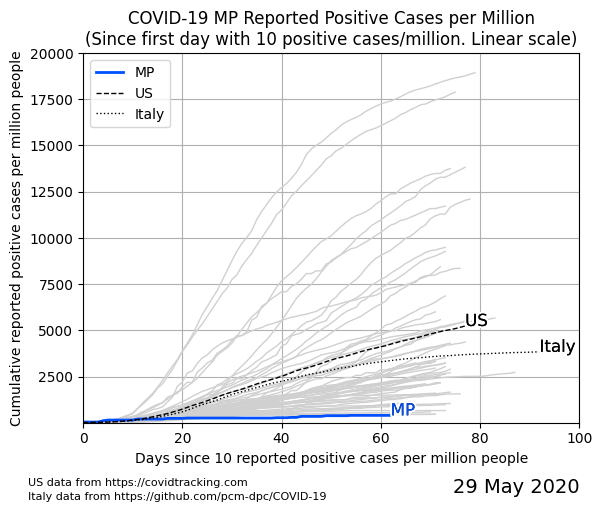 COVID-19 MP Reported Positive Cases per Million
(Since first day with 10 positive cases/million. Linear scale)
Cumulative reported positive cases per million people
20000
17500
15000
12500
10000
7500
5000
2500
MP
US
Italy
US
Italy
MP
0
20
40
60
80
100
Days since 10 reported positive cases per million people
US data from https://covidtracking.com
Italy data from https://github.com/pcm-dpc/COVID-19
29 May 2020